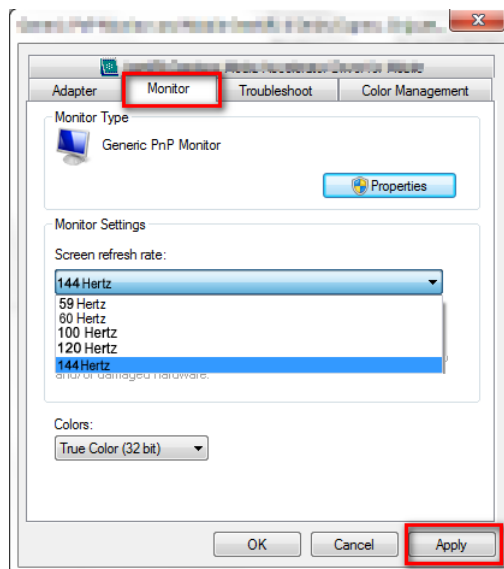 Adapter Monitor Troubleshoot Color Management
Monitor Type
Generic PnP Monitor
Properties
Monitor Settings
Screen refresh rate:
144 Hertz
59 Hertz
60 Hertz
100 Hertz
120 Hertz
144 Hertz
and/or damaged hardware.
Colors:
True Color (32 bit)
OK Cancel Apply